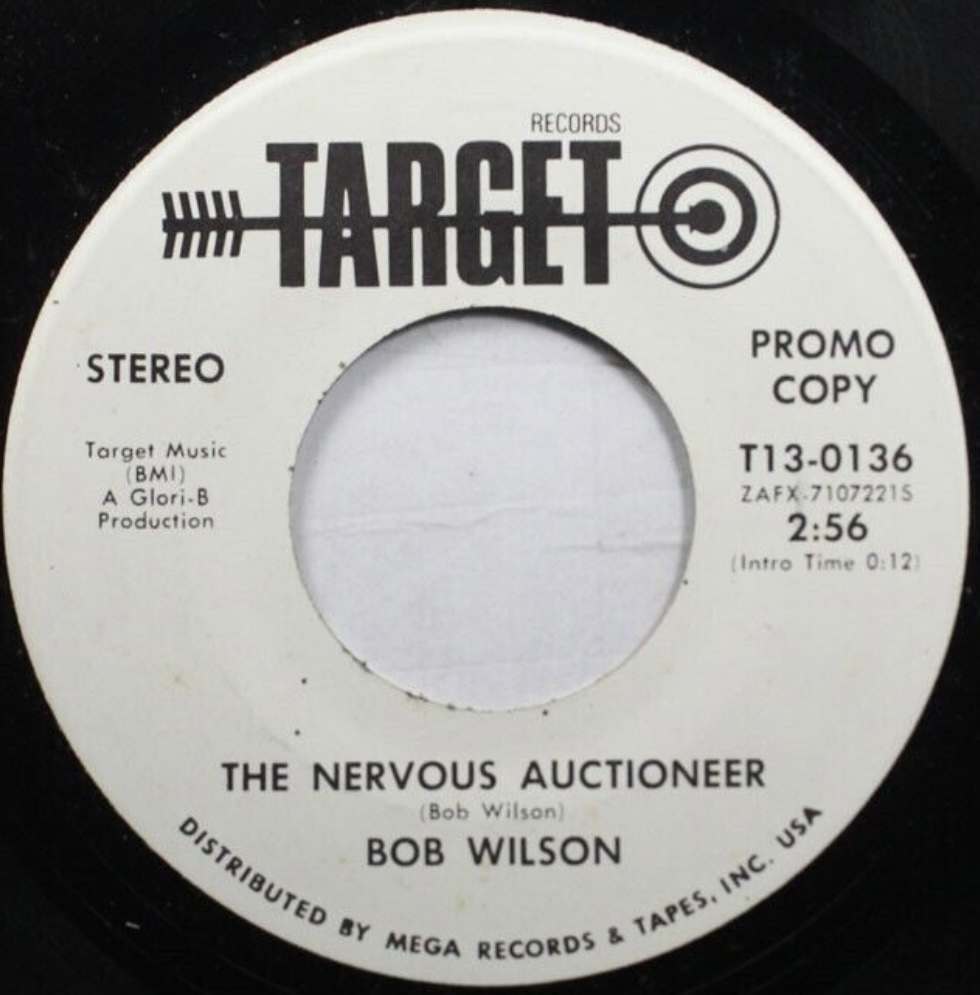 RECORDS
TARGET
STEREO
PROMO
COPY
Target Music
(BMI)
A Glori-B
Production
T13-0136
ZAFX-7107221S
2:56
(Intro Time 0:12)
THE NERVOUS AUCTIONEER
(Bob Wilson)
BOB WILSON
DISTRIBUTED BY MEGA RECORDS & TAPES, INC. USA